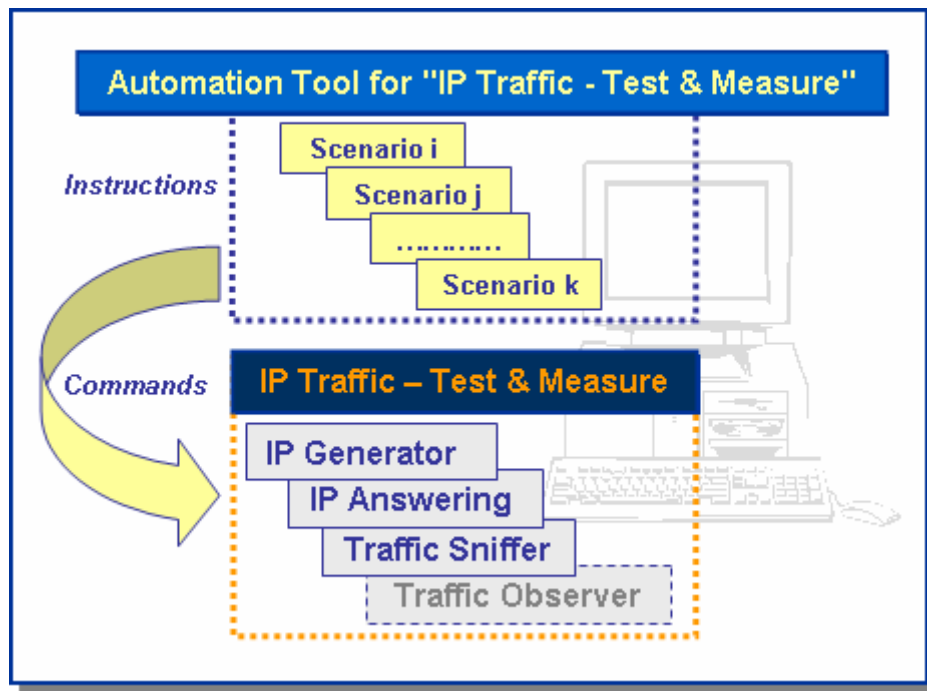 Automation Tool for "IP Traffic - Test & Measure"
Scenario i
Instructions
Scenario j
…………
Scenario k
IP Traffic – Test & Measure
Commands
IP Generator
IP Answering
Traffic Sniffer
Traffic Observer